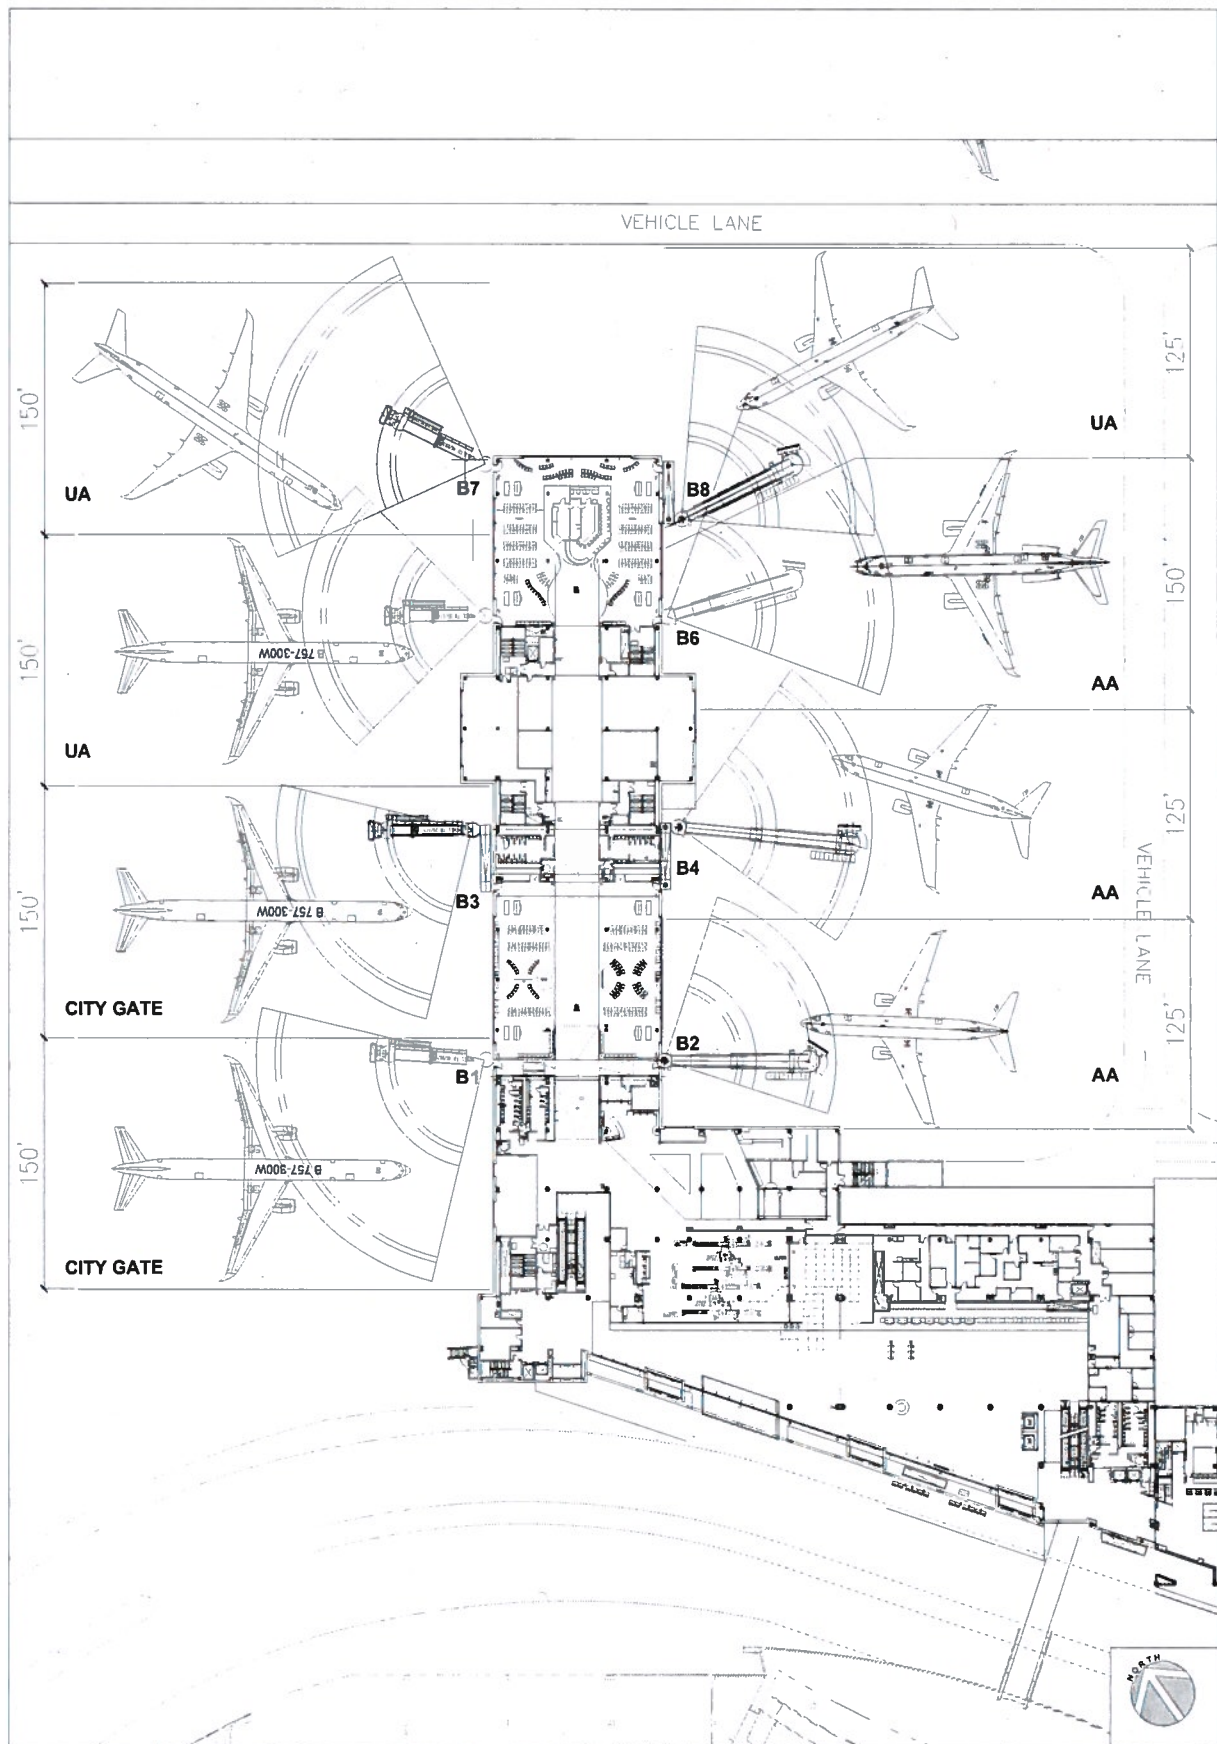 VEHICLE LANE
150'
UA
B7
B8
UA
125'
150'
B 757-300W
UA
B6
AA
150'
150'
B 757-300W
CITY GATE
B3
B4
AA
125'
VEHICLE LANE
150'
B 757-300W
CITY GATE
B1
B2
AA
125'
NORTH